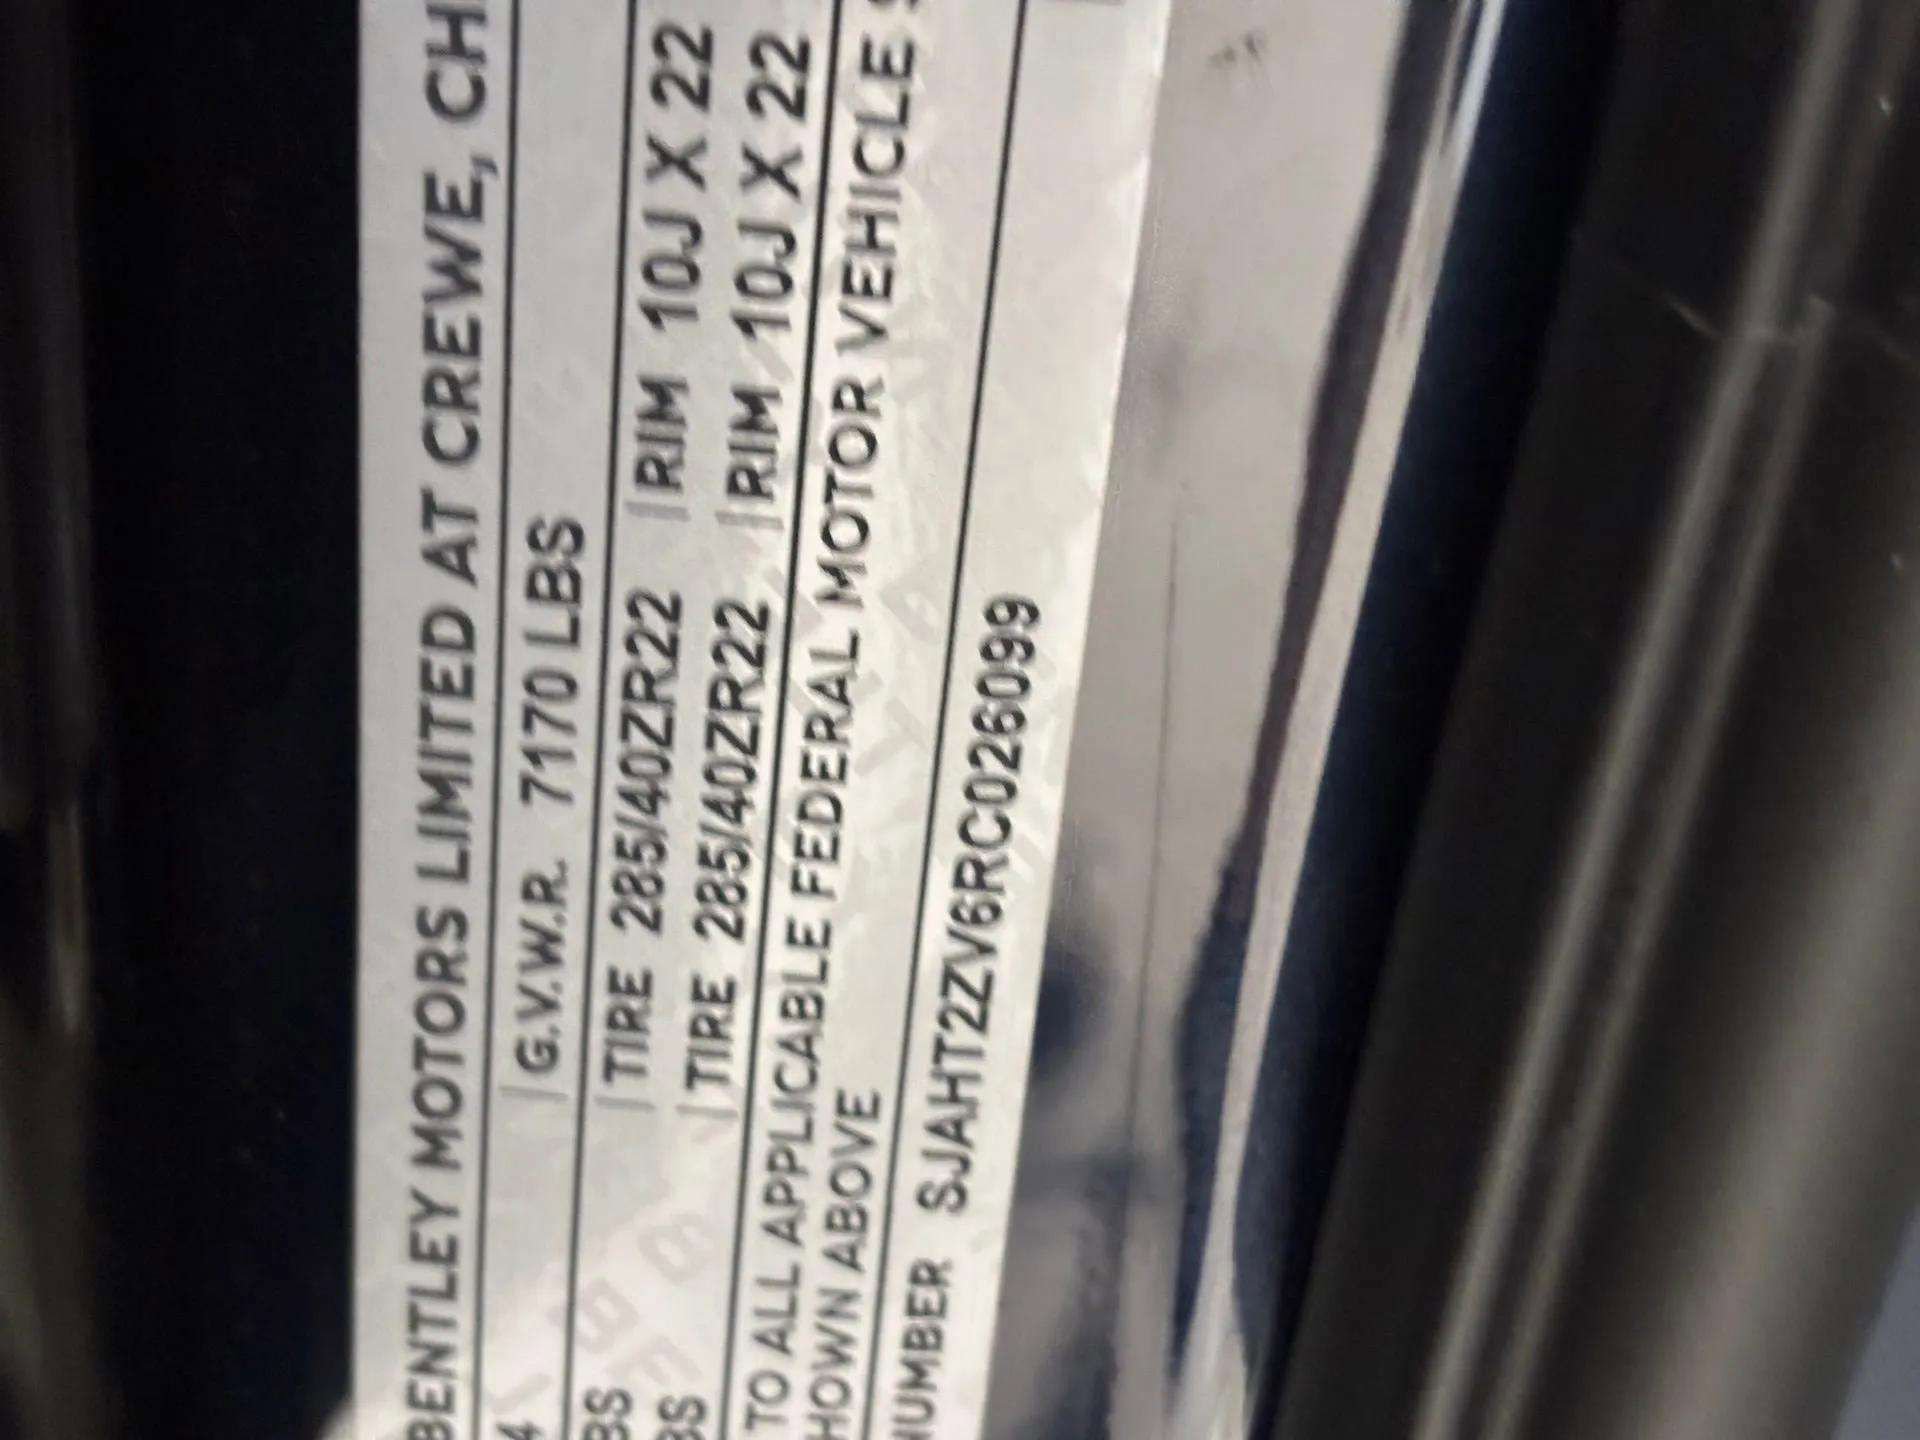 BENTLEY MOTORS LIMITED AT CREWE, CH
4 G.V.W.R. 7170 LBS
BS TIRE 285/40ZR22 RIM 10J X 22
BS TIRE 285/40ZR22 RIM 10J X 22
TO ALL APPLICABLE FEDERAL MOTOR VEHICLE S
HOWN ABOVE
NUMBER SJAHT2ZV6RC026099